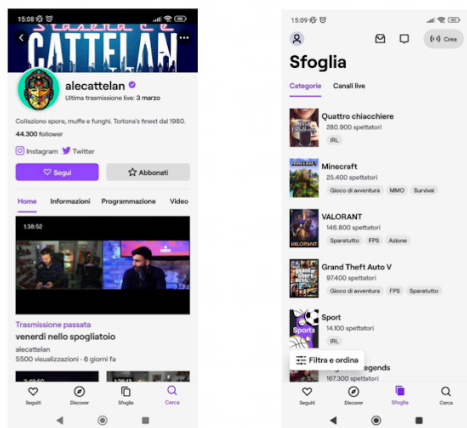 15:08
Stasera c'è
CATTELAN
alecattelan
Ultima trasmissione live: 3 marzo
Colleziono spore, muffe e funghi. Tortona's finest dal 1980.
44.300 follower
Instagram Twitter
Segui
Abbonati
Home Informazioni Programmazione Video
1:38:52
Trasmissione passata
venerdì nello spogliatoio
alecattelan
5500 visualizzazioni · 6 giorni fa
Seguiti Discover Sfoglia Cerca
15:09
Crea
Sfoglia
Categorie Canali live
Quattro chiacchiere
280.900 spettatori
IRL
Minecraft
25.400 spettatori
Gioco di avventura MMO Survival
VALORANT
146.800 spettatori
Sparatutto FPS Azione
Grand Theft Auto V
97.400 spettatori
Gioco di avventura FPS Sparatutto
Sports
Sport
14.100 spettatori
IRL
Filtra e ordina
egends
167.300 spettatori
Seguiti Discover Sfoglia Cerca